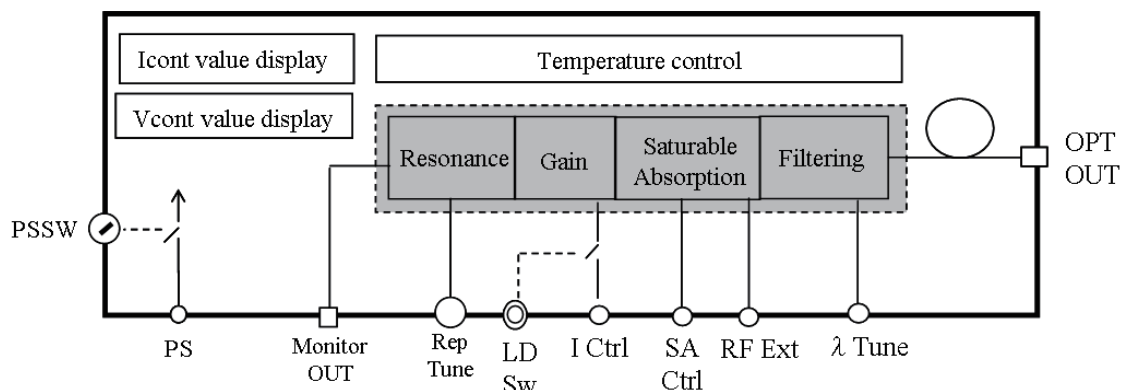 Icont value display
Temperature control
Vcont value display
Resonance
Gain
Saturable
Absorption
Filtering
OPT
OUT
PSSW
PS
Monitor
OUT
Rep
Tune
LD
Sw
I Ctrl
SA
Ctrl
RF Ext
λ Tune